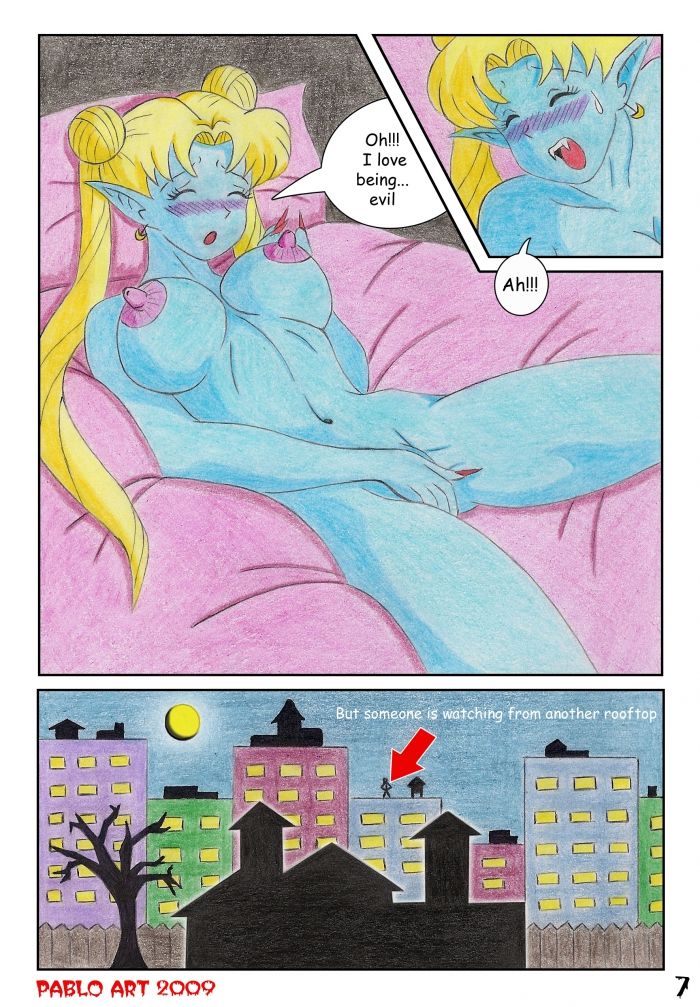 Oh!!!
I love
being...
evil
Ah!!!
But someone is watching from another rooftop
PABLO ART 2009
7